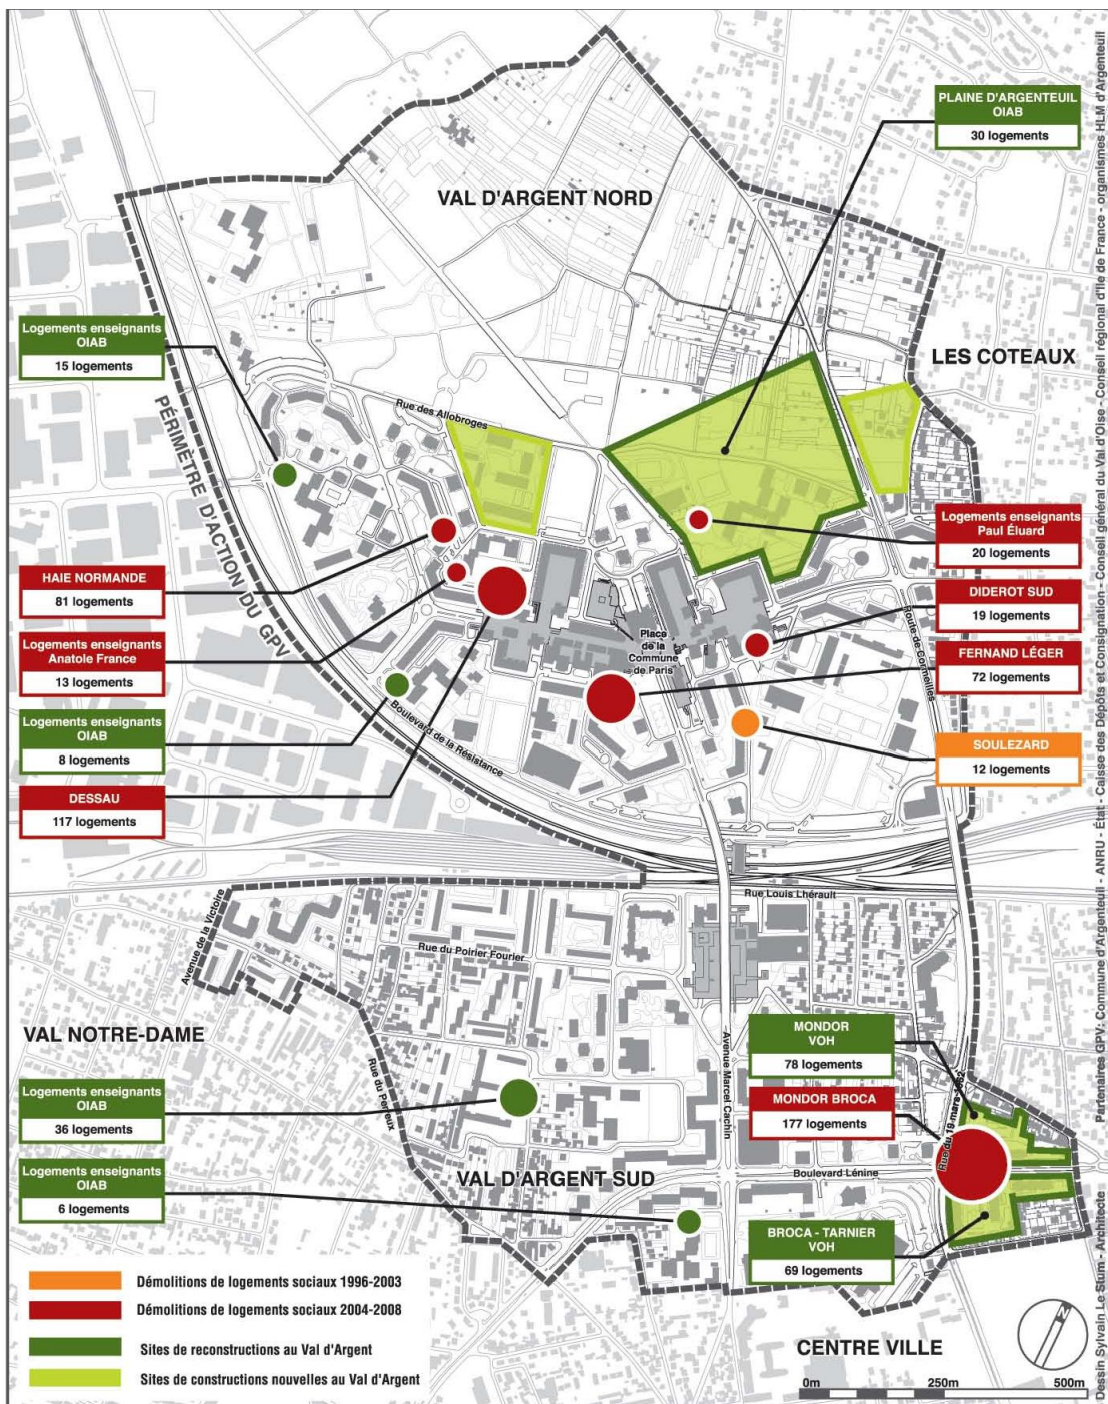 PLAINE D'ARGENTEUIL
OIAB
30 logements
VAL D'ARGENT NORD
LES COTEAUX
Logements enseignants
OIAB
15 logements
PÉRIMÈTRE D'ACTION DU GPV
Rue des Allobroges
Logements enseignants
Paul Éluard
20 logements
HAIE NORMANDE
81 logements
DIDEROT SUD
19 logements
Route de Cormeilles
Logements enseignants
Anatole France
13 logements
Place
de la
Commune
de Paris
FERNAND LÉGER
72 logements
Logements enseignants
OIAB
8 logements
Boulevard de la Résistance
SOULEZARD
12 logements
DESSAU
117 logements
Rue Louis Lhérault
Avenue de la Victoire
Rue du Poirier Fourier
VAL NOTRE-DAME
MONDOR
VOH
78 logements
Avenue Marcel Cachin
Rue du Perreux
Logements enseignants
OIAB
36 logements
MONDOR BROCA
177 logements
Rue du 19 mars 1962
VAL D'ARGENT SUD
Boulevard Lénine
Logements enseignants
OIAB
6 logements
BROCA - TARNIER
VOH
69 logements
Démolitions de logements sociaux 1996-2003
Démolitions de logements sociaux 2004-2008
Sites de reconstructions au Val d'Argent
Sites de constructions nouvelles au Val d'Argent
CENTRE VILLE
N
0m 250m 500m
Partenaires GPV: Commune d'Argenteuil - ANRU - État - Caisse des Dépôts et Consignation - Conseil général du Val d'Oise - Conseil régional d'Ile de France - organismes HLM d'Argenteuil
Dessin Sylvain Le Stum - Architecte